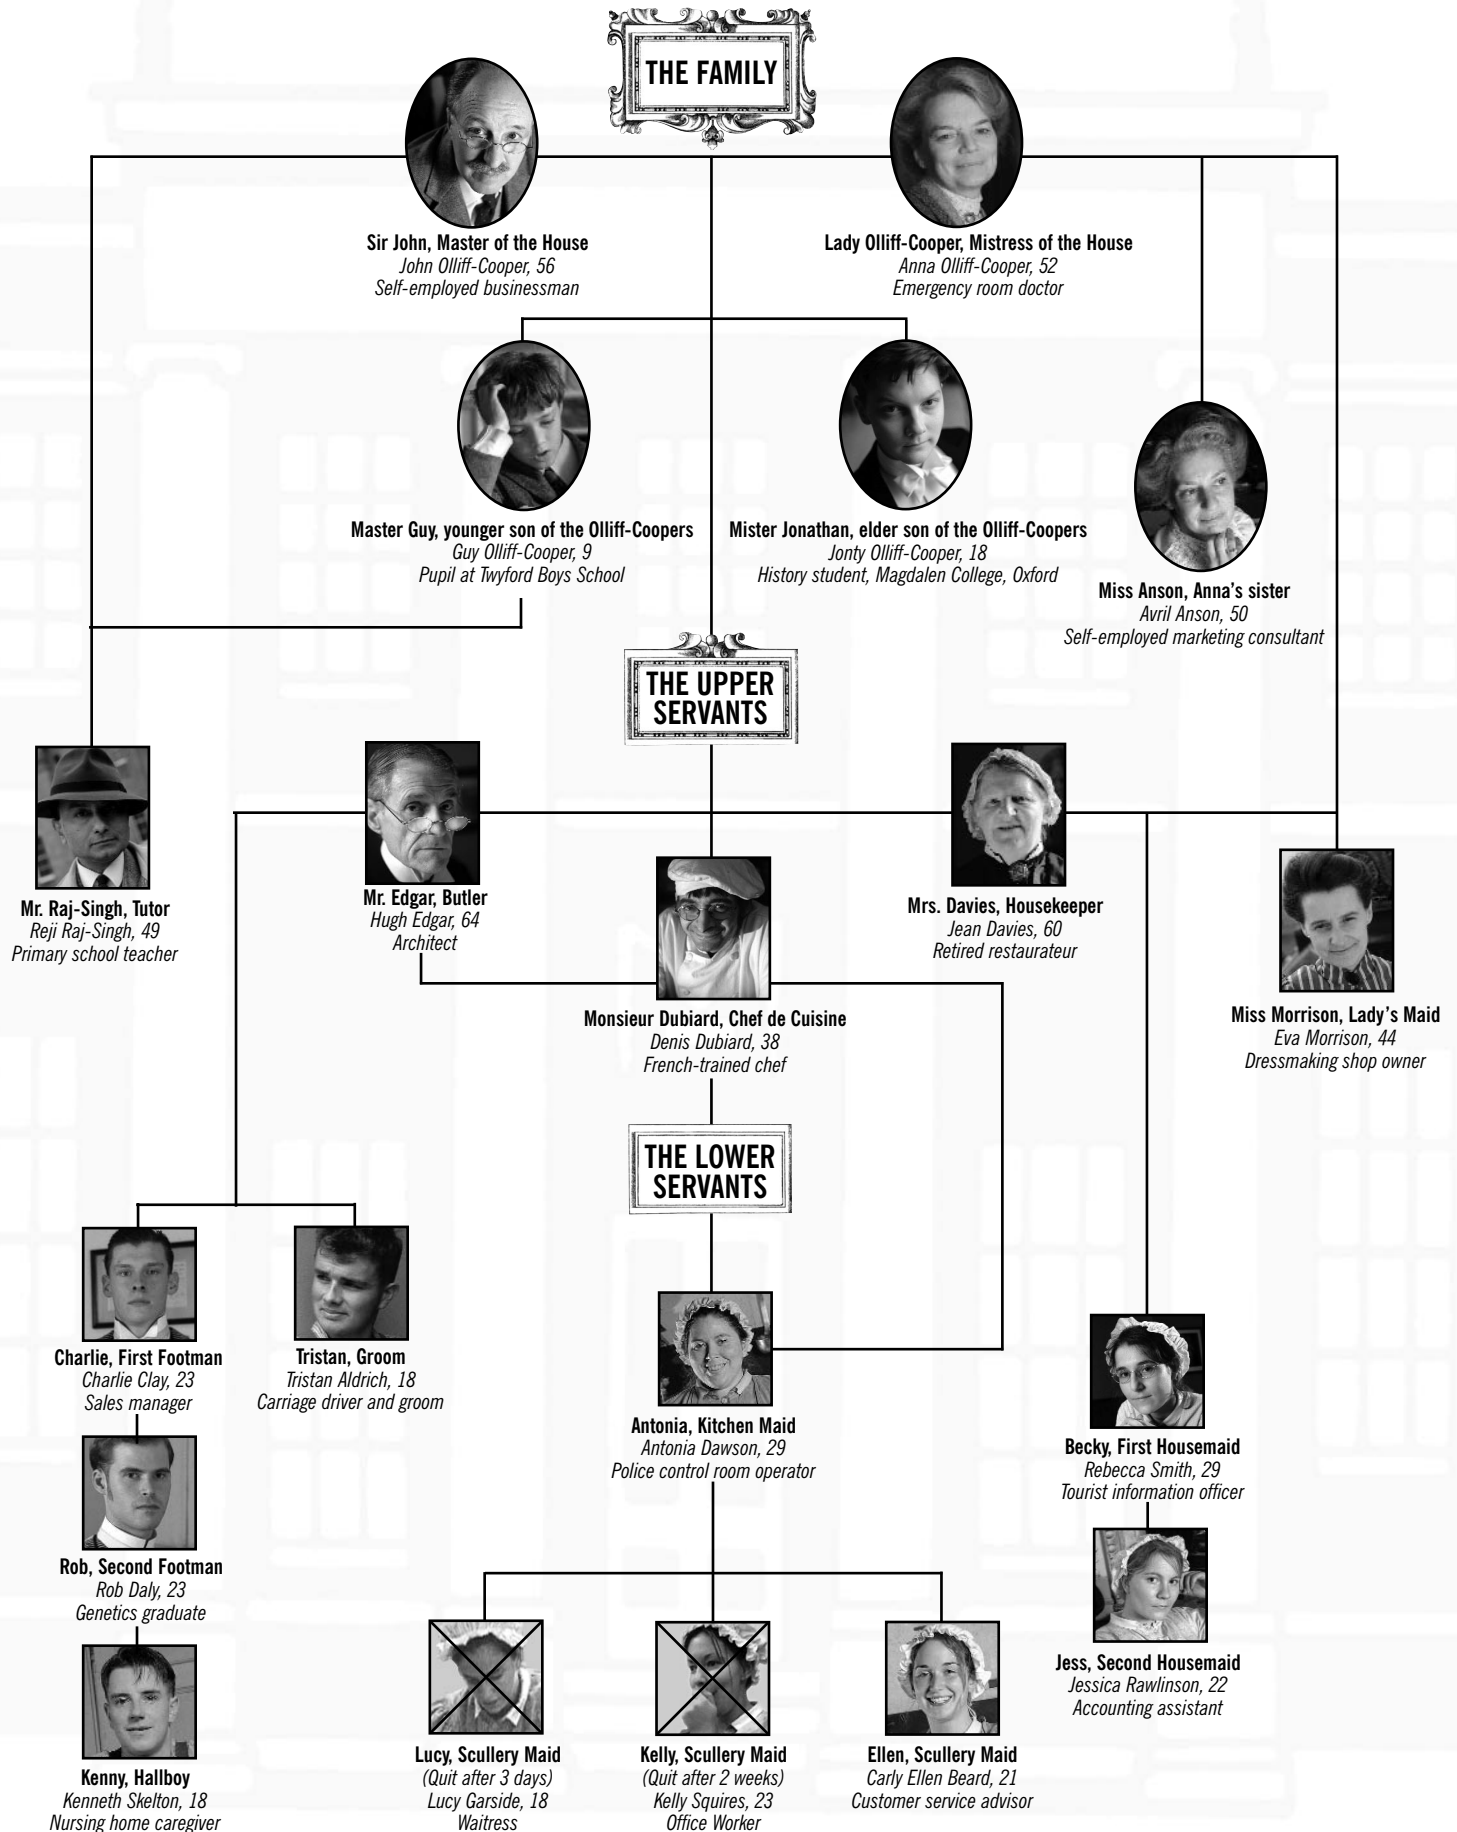 THE FAMILY
Sir John, Master of the House
John Olliff-Cooper, 56
Self-employed businessman
Lady Olliff-Cooper, Mistress of the House
Anna Olliff-Cooper, 52
Emergency room doctor
Master Guy, younger son of the Olliff-Coopers
Guy Olliff-Cooper, 9
Pupil at Twyford Boys School
Mister Jonathan, elder son of the Olliff-Coopers
Jonty Olliff-Cooper, 18
History student, Magdalen College, Oxford
Miss Anson, Anna's sister
Avril Anson, 50
Self-employed marketing consultant
THE UPPER
SERVANTS
Mr. Raj-Singh, Tutor
Reji Raj-Singh, 49
Primary school teacher
Mr. Edgar, Butler
Hugh Edgar, 64
Architect
Monsieur Dubiard, Chef de Cuisine
Denis Dubiard, 38
French-trained chef
Mrs. Davies, Housekeeper
Jean Davies, 60
Retired restaurateur
Miss Morrison, Lady's Maid
Eva Morrison, 44
Dressmaking shop owner
THE LOWER
SERVANTS
Charlie, First Footman
Charlie Clay, 23
Sales manager
Tristan, Groom
Tristan Aldrich, 18
Carriage driver and groom
Antonia, Kitchen Maid
Antonia Dawson, 29
Police control room operator
Becky, First Housemaid
Rebecca Smith, 29
Tourist information officer
Rob, Second Footman
Rob Daly, 23
Genetics graduate
Jess, Second Housemaid
Jessica Rawlinson, 22
Accounting assistant
Kenny, Hallboy
Kenneth Skelton, 18
Nursing home caregiver
Lucy, Scullery Maid
(Quit after 3 days)
Lucy Garside, 18
Waitress
Kelly, Scullery Maid
(Quit after 2 weeks)
Kelly Squires, 23
Office Worker
Ellen, Scullery Maid
Carly Ellen Beard, 21
Customer service advisor